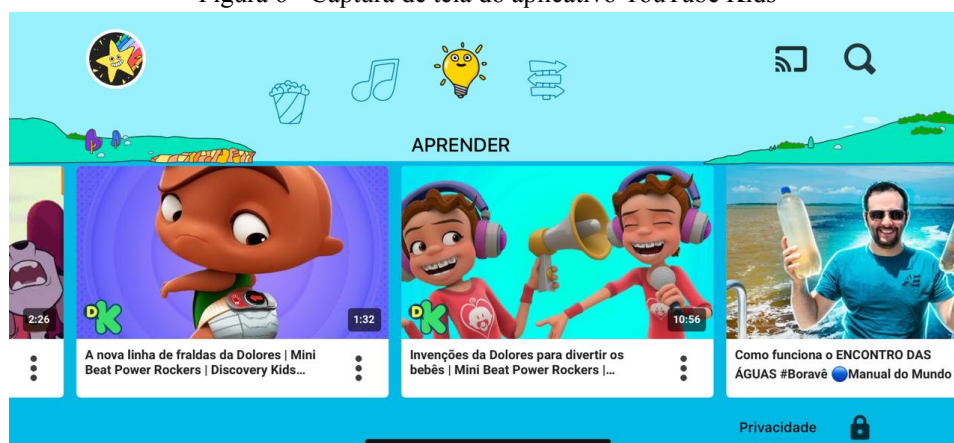 Figura 6 - Captura de tela do aplicativo YouTube Kids
APRENDER
2:26
DK
1:32
DK
10:56
A nova linha de fraldas da Dolores | Mini
Beat Power Rockers | Discovery Kids...
Invenções da Dolores para divertir os
bebês | Mini Beat Power Rockers |...
Como funciona o ENCONTRO DAS
ÁGUAS #Boravê 🔵Manual do Mundo
Privacidade